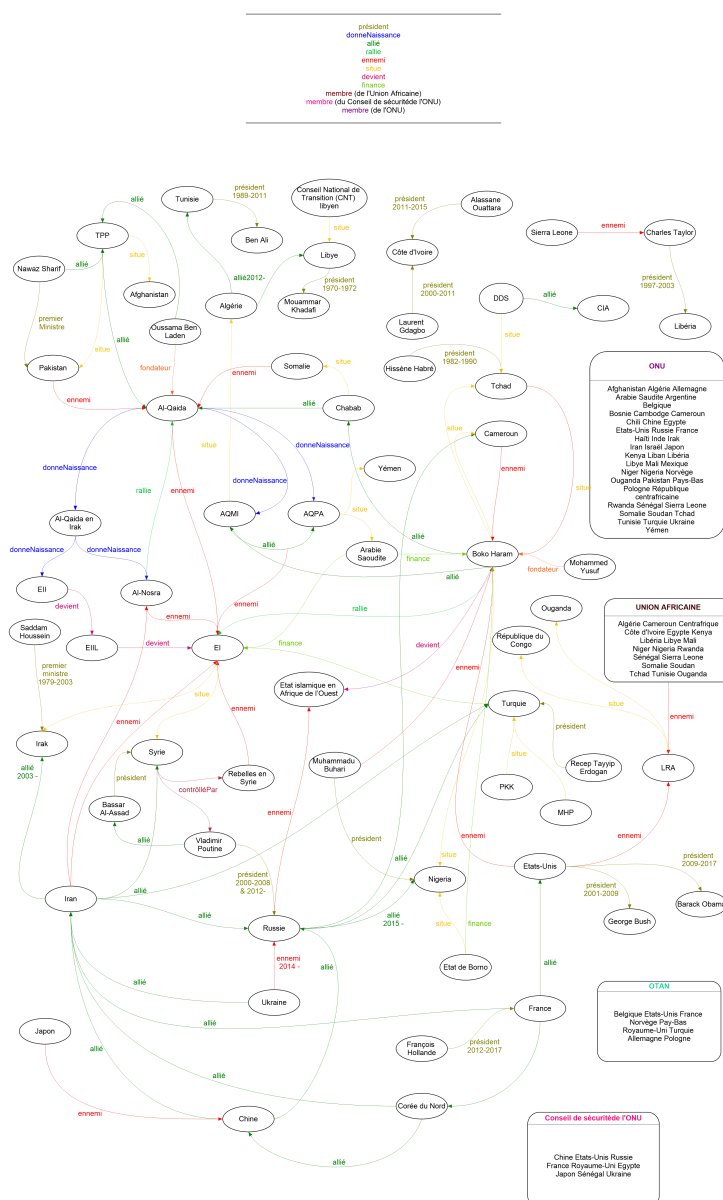 président
donneNaissance
allié
rallie
ennemi
situe
devient
finance
membre (de l'Union Africaine)
membre (du Conseil de sécuritéde l'ONU)
membre (de l'ONU)
Tunisie
président
1989-2011
Ben Ali
Conseil National de
Transition (CNT)
libyen
situe
Libye
président
1970-1972
Mouammar
Khadafi
président
2011-2015
Alassane
Ouattara
Côte d'Ivoire
président
2000-2011
Laurent
Gdagbo
Sierra Leone
ennemi
Charles Taylor
président
1997-2003
Libéria
allié
TPP
situe
Nawaz Sharif
allié
Afghanistan
premier
Ministre
situe
Oussama Ben
Laden
allié
allié2012-
Algérie
DDS
allié
CIA
situe
Pakistan
ennemi
fondateur
ennemi
Somalie
situe
Hissène Habré
président
1982-1990
Tchad
Al-Qaida
allié
Chabab
situe
Cameroun
ennemi
donneNaissance
donneNaissance
situe
donneNaissance
rallie
ennemi
Yémen
situe
situe
Al-Qaida en
Irak
donneNaissance
donneNaissance
AQMI
AQPA
allié
Arabie
Saoudite
allié
finance
allié
Boko Haram
fondateur
Mohammed
Yusuf
EII
devient
Al-Nosra
ennemi
ennemi
rallie
Saddam
Houssein
premier
ministre
1979-2003
EIIL
devient
EI
finance
Ouganda
République du
Congo
devient
ennemi
situe
situe
Etat islamique en
Afrique de l'Ouest
Turquie
Irak
allié
2003 -
ennemi
situe
Syrie
ennemi
président
contrôléPar
Rebelles en
Syrie
Bassar
Al-Assad
allié
Vladimir
Poutine
Muhammadu
Buhari
président
situe
PKK
MHP
président
Recep Tayyip
Erdogan
ennemi
LRA
ennemi
ennemi
ennemi
Etats-Unis
président
2009-2017
président
2001-2009
Barack Obama
George Bush
président
2000-2008
& 2012-
situe
Nigeria
allié
allié
allié
2015 -
situe
finance
Iran
allié
Russie
ennemi
2014 -
allié
allié
Etat de Borno
Ukraine
allié
allié
France
Japon
allié
ennemi
François
Hollande
président
2012-2017
Chine
Corée du Nord
allié
ONU
Afghanistan Algérie Allemagne
Arabie Saudite Argentine
Belgique
Bosnie Cambodge Cameroun
Chili Chine Egypte
Etats-Unis Russie France
Haïti Inde Irak
Iran Israël Japon
Kenya Liban Libéria
Libye Mali Mexique
Niger Nigeria Norvège
Ouganda Pakistan Pays-Bas
Pologne République
centrafricaine
Rwanda Sénégal Sierra Leone
Somalie Soudan Tchad
Tunisie Turquie Ukraine
Yémen
UNION AFRICAINE
Algérie Cameroun Centrafrique
Côte d'Ivoire Egypte Kenya
Libéria Libye Mali
Niger Nigeria Rwanda
Sénégal Sierra Leone
Somalie Soudan
Tchad Tunisie Ouganda
OTAN
Belgique Etats-Unis France
Norvège Pay-Bas
Royaume-Uni Turquie
Allemagne Pologne
Conseil de sécuritéde l'ONU
Chine Etats-Unis Russie
France Royaume-Uni Egypte
Japon Sénégal Ukraine